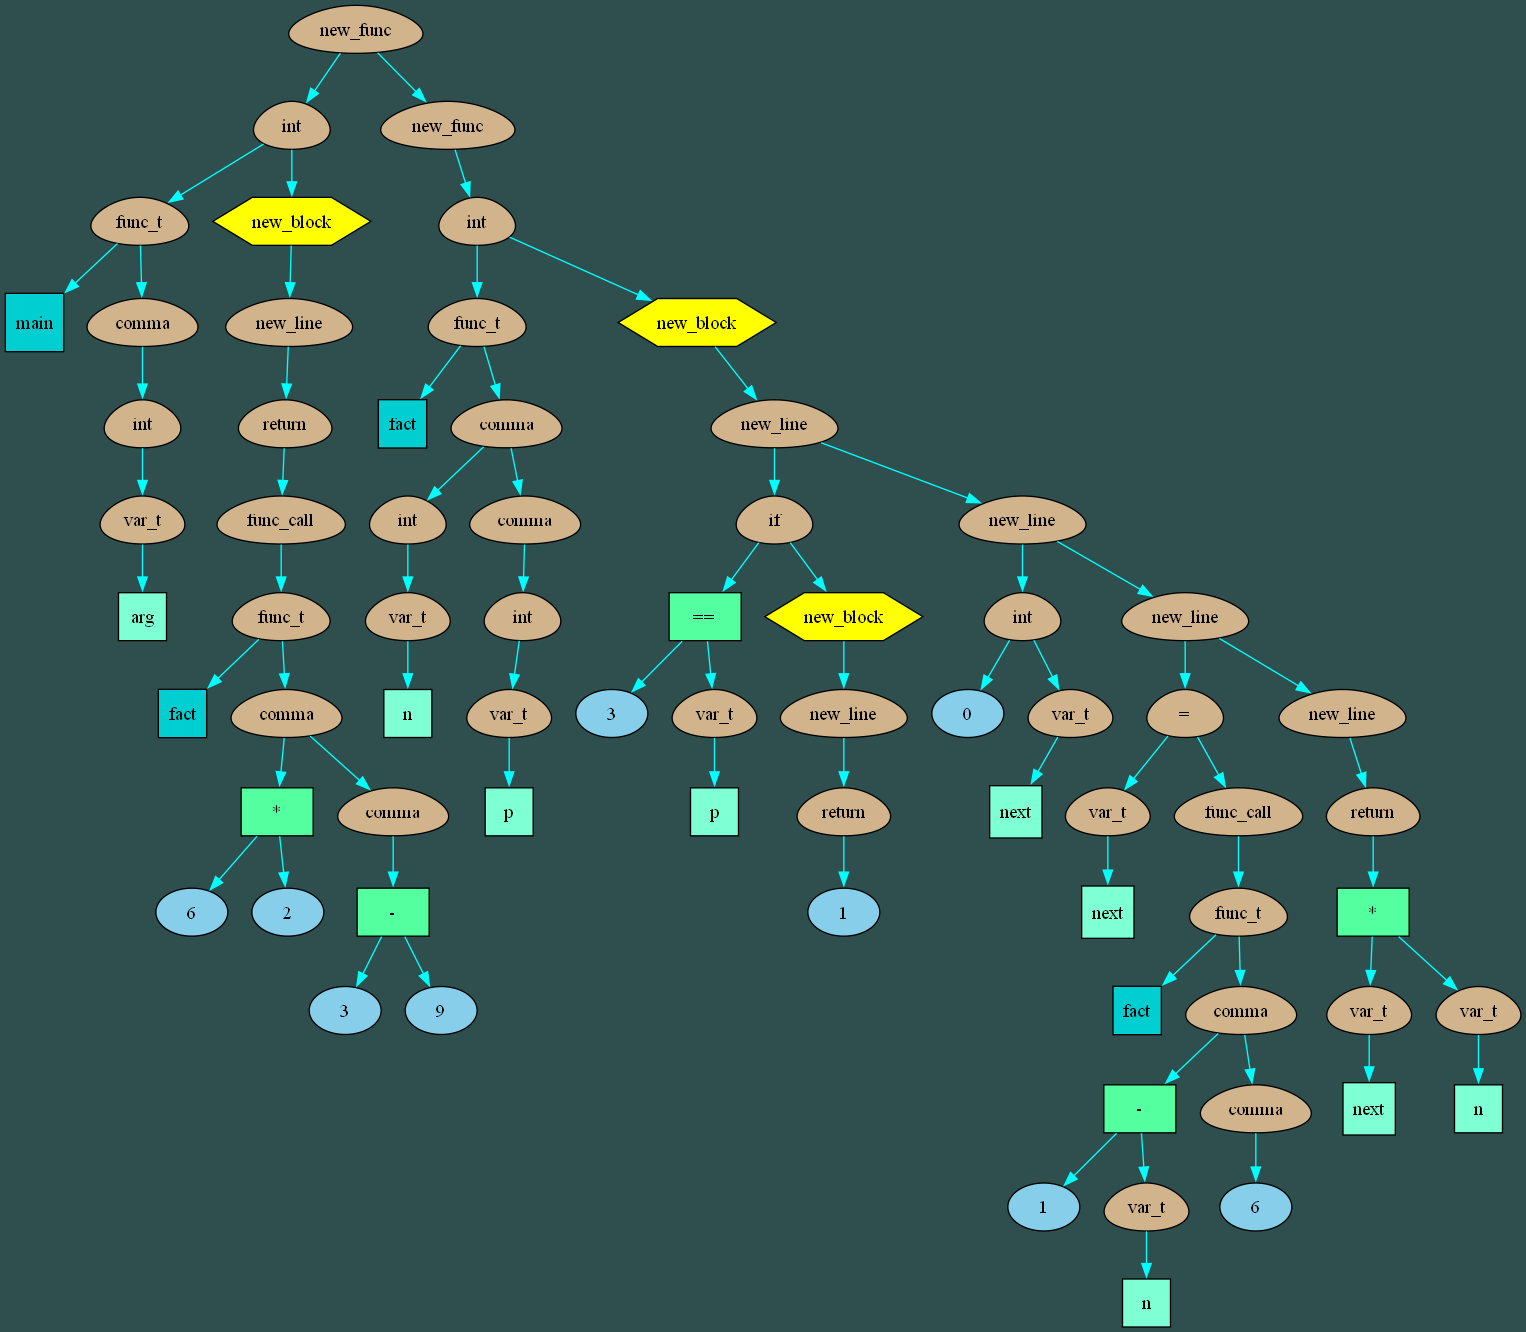 new_func
int new_func
func_t new_block int
main comma new_line func_t new_block
int return fact comma new_line
var_t func_call int comma if new_line
arg func_t var_t int == new_block int new_line
fact comma n var_t 3 var_t new_line 0 var_t = new_line
* comma p p return next var_t func_call return
6 2 - 1 next func_t *
3 9 fact comma var_t var_t
- comma next n
1 var_t 6
n